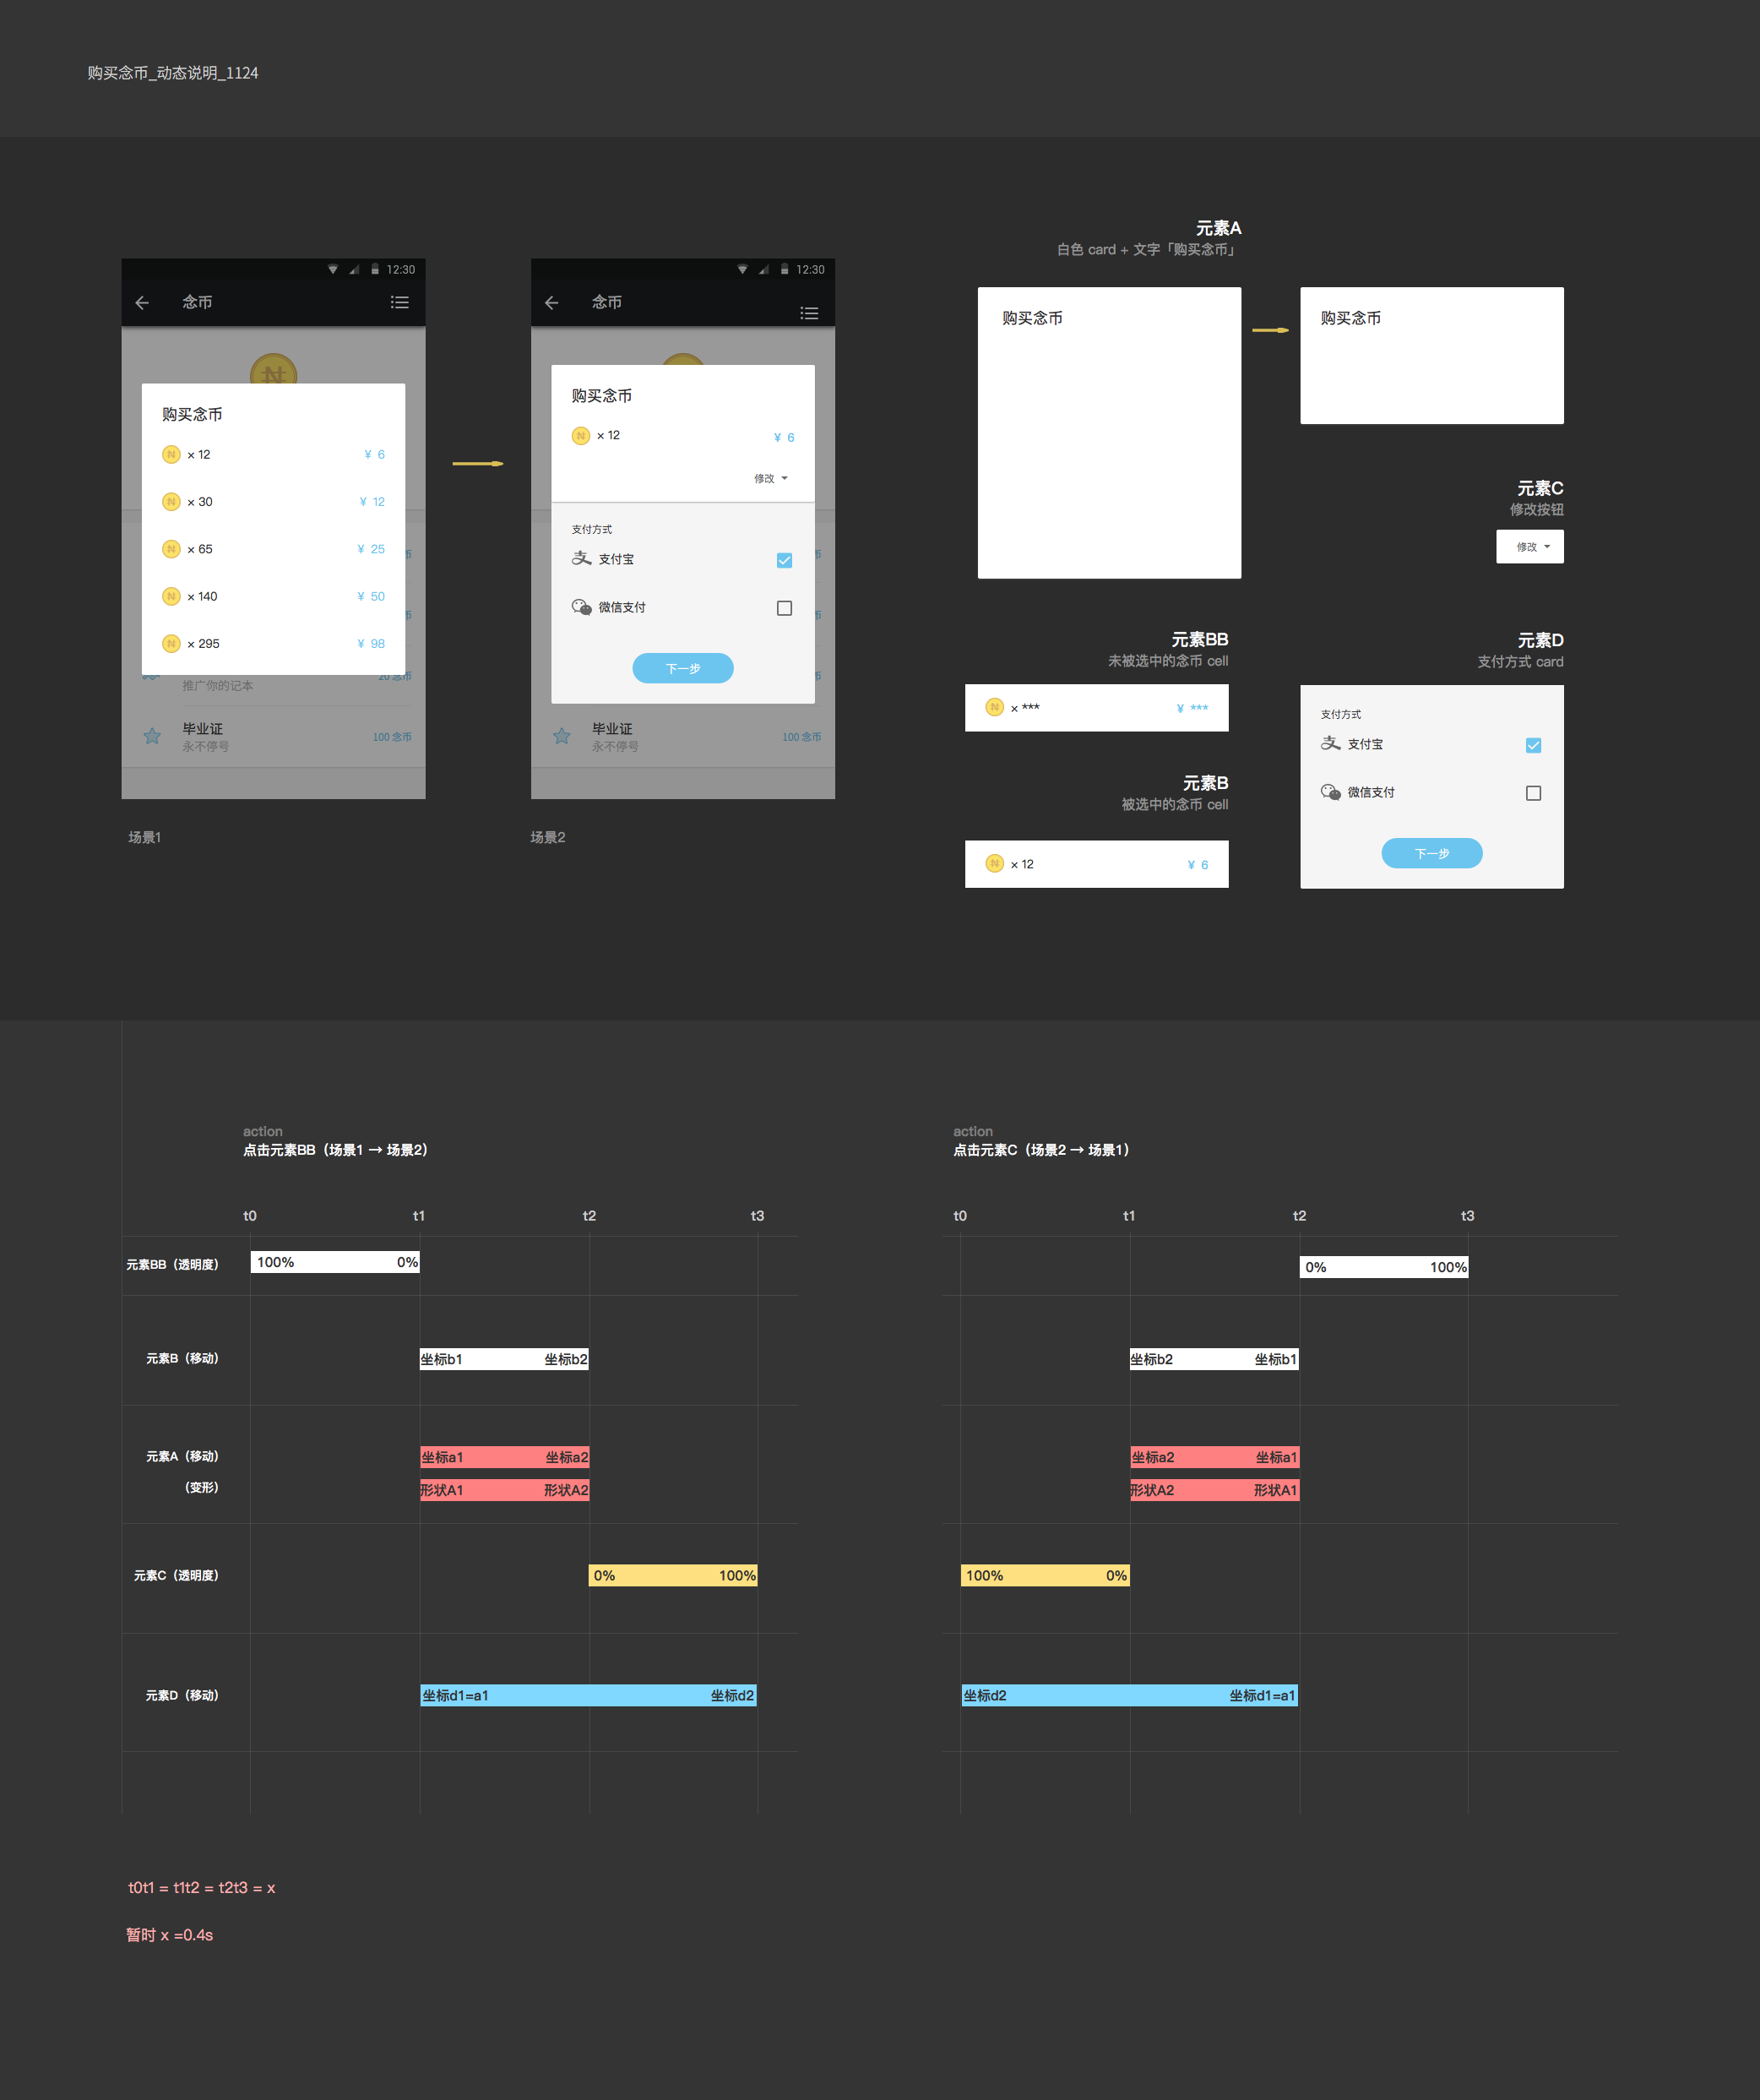 购买念币_动态说明_1124
12:30
念币
购买念币
× 12 ¥ 6
× 30 ¥ 12
× 65 ¥ 25
× 140 ¥ 50
× 295 ¥ 98
币
币
20 念币
推广你的记本
毕业证
永不停号
100 念币
场景1
12:30
念币
购买念币
× 12 ¥ 6
修改
支付方式
支付宝
微信支付
下一步
币
币
币
毕业证
永不停号
100 念币
场景2
元素A
白色 card + 文字「购买念币」
购买念币
购买念币
元素C
修改按钮
修改
元素BB
未被选中的念币 cell
× *** ¥ ***
元素B
被选中的念币 cell
× 12 ¥ 6
元素D
支付方式 card
支付方式
支付宝
微信支付
下一步
action
点击元素BB（场景1 → 场景2）
t0 t1 t2 t3
元素BB（透明度） 100% 0%
元素B（移动） 坐标b1 坐标b2
元素A（移动） 坐标a1 坐标a2
（变形） 形状A1 形状A2
元素C（透明度） 0% 100%
元素D（移动） 坐标d1=a1 坐标d2
action
点击元素C（场景2 → 场景1）
t0 t1 t2 t3
0% 100%
坐标b2 坐标b1
坐标a2 坐标a1
形状A2 形状A1
100% 0%
坐标d2 坐标d1=a1
t0t1 = t1t2 = t2t3 = x
暂时 x =0.4s